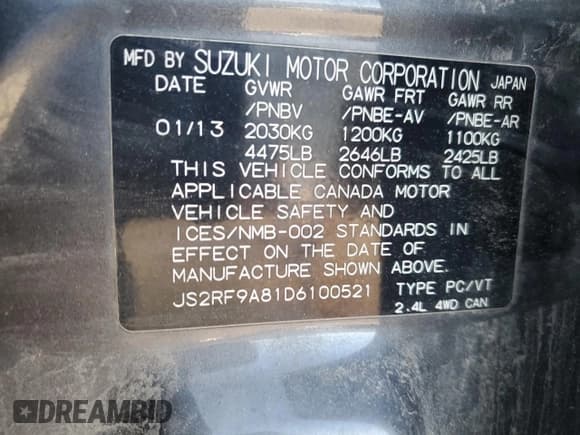 MFD BY SUZUKI MOTOR CORPORATION JAPAN
DATE GVWR GAWR FRT GAWR RR
/PNBV /PNBE-AV /PNBE-AR
01/13 2030KG 1200KG 1100KG
4475LB 2646LB 2425LB
THIS VEHICLE CONFORMS TO ALL
APPLICABLE CANADA MOTOR
VEHICLE SAFETY AND
ICES/NMB-002 STANDARDS IN
EFFECT ON THE DATE OF
MANUFACTURE SHOWN ABOVE.
JS2RF9A81D6100521 TYPE PC/VT
2.4L 4WD CAN
DREAMBID